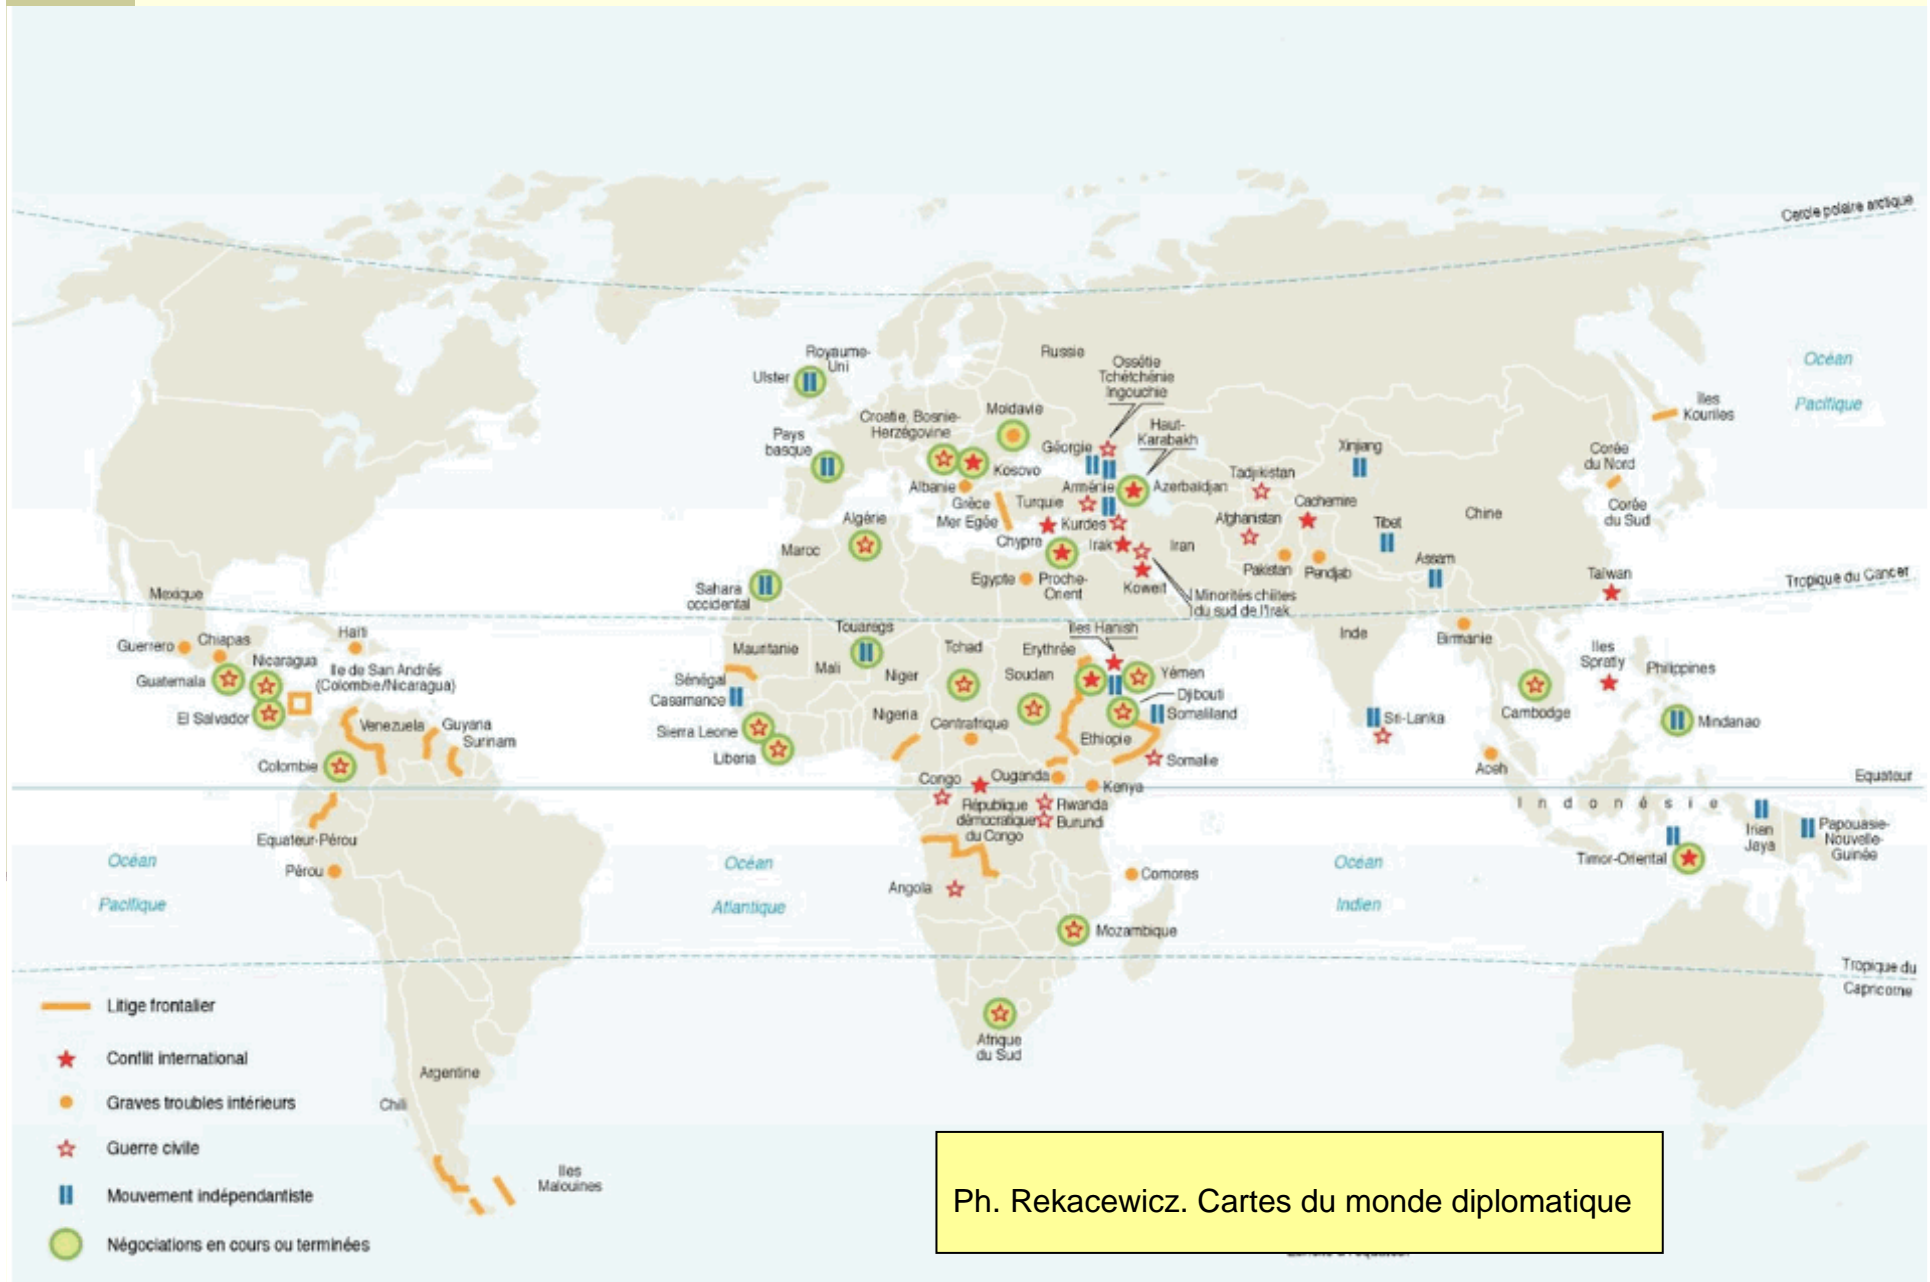 Cercle polaire arctique
Royaume-
Uni
Ulster
Russie
Ossétie
Tchétchénie
Ingouchie
Océan
Pacifique
Iles
Kouriles
Croatie, Bosnie-
Herzégovine
Moldavie
Haut-
Karabakh
Pays
basque
Géorgie
Xinjiang
Corée
du Nord
Kosovo
Albanie
Arménie
Azerbaïdjan
Tadjikistan
Grèce
Turquie
Cachemire
Corée
du Sud
Mer Egée
Algérie
Kurdes
Afghanistan
Tibet
Chine
Maroc
Chypre
Irak
Iran
Assam
Egypte
Proche-
Orient
Koweït
Pakistan
Pendjab
Taïwan
Tropique du Cancer
Sahara
occidental
Minorités chiites
du sud de l'Irak
Mexique
Guerrero
Chiapas
Haïti
Touaregs
Iles Hanish
Inde
Birmanie
Iles
Spratly
Philippines
Nicaragua
Ile de San Andrés
(Colombie/Nicaragua)
Guatemala
Mauritanie
Mali
Niger
Tchad
Erythrée
Soudan
Yémen
Sénégal
Casamance
Djibouti
Somaliland
El Salvador
Venezuela
Guyana
Surinam
Nigeria
Centrafrique
Sri-Lanka
Cambodge
Mindanao
Sierra Leone
Liberia
Ethiopie
Somalie
Colombie
Aceh
Congo
Ouganda
Kenya
Equateur
République
démocratique
du Congo
Rwanda
Burundi
Indonésie
Irian
Jaya
Papouasie-
Nouvelle-
Guinée
Equateur-Pérou
Timor-Oriental
Pérou
Océan
Pacifique
Océan
Atlantique
Océan
Indien
Angola
Comores
Mozambique
Tropique du
Capricorne
Afrique
du Sud
Argentine
Chili
Iles
Malouines
Litige frontalier
Conflit international
Graves troubles intérieurs
Guerre civile
Mouvement indépendantiste
Négociations en cours ou terminées
Ph. Rekacewicz. Cartes du monde diplomatique